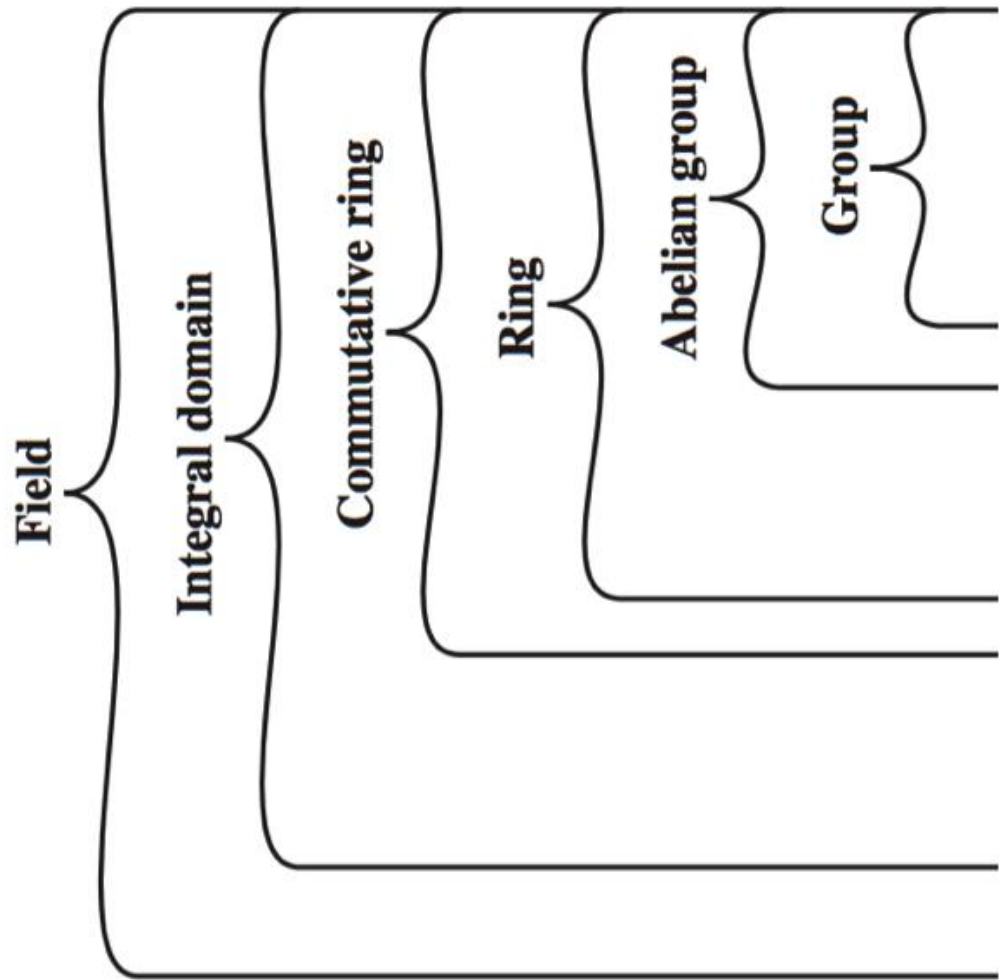 Field
Integral domain
Commutative ring
Ring
Abelian group
Group